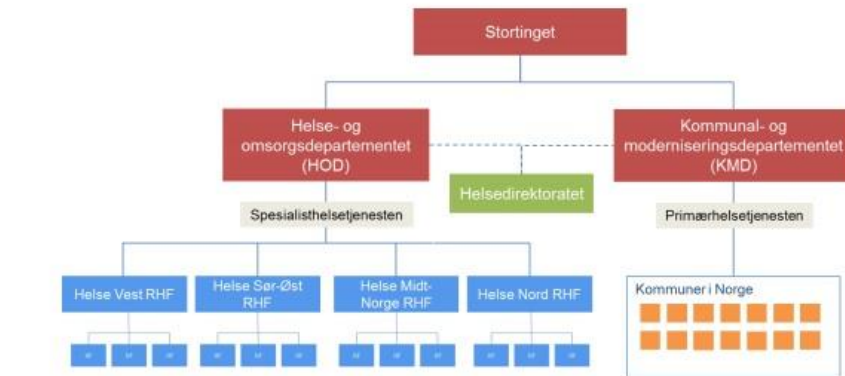 Stortinget
Helse- og
omsorgsdepartementet
(HOD)
Kommunal- og
moderniseringsdepartementet
(KMD)
Helsedirektoratet
Spesialisthelsetjenesten
Primærhelsetjenesten
Helse Vest RHF
Helse Sør-Øst
RHF
Helse Midt-
Norge RHF
Helse Nord RHF
Kommuner i Norge